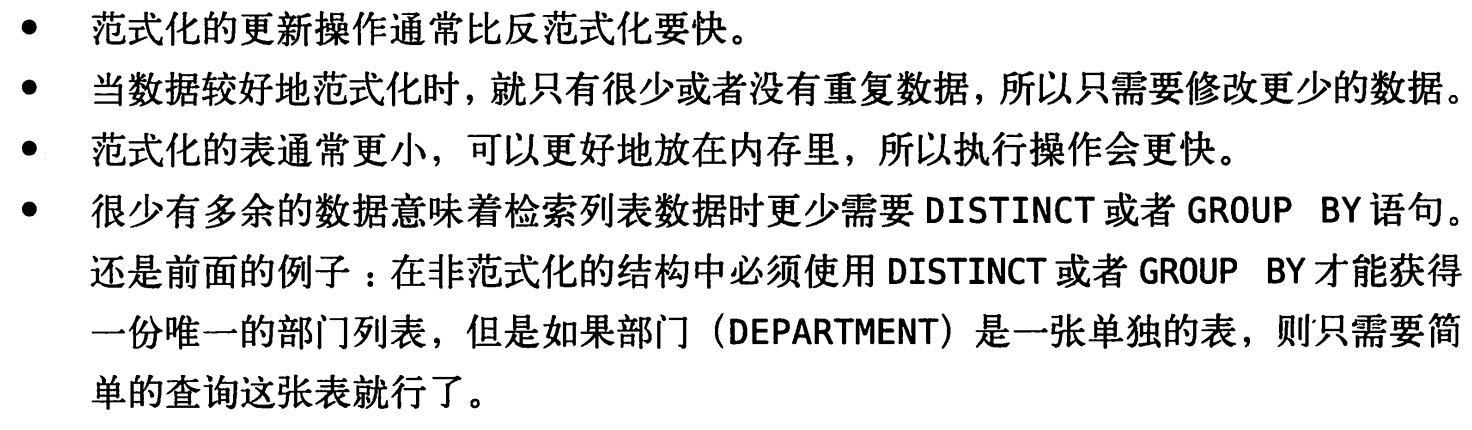 • 范式化的更新操作通常比反范式化要快。
• 当数据较好地范式化时，就只有很少或者没有重复数据，所以只需要修改更少的数据。
• 范式化的表通常更小，可以更好地放在内存里，所以执行操作会更快。
• 很少有多余的数据意味着检索列表数据时更少需要 DISTINCT 或者 GROUP BY 语句。
还是前面的例子：在非范式化的结构中必须使用 DISTINCT 或者 GROUP BY 才能获得
一份唯一的部门列表，但是如果部门（DEPARTMENT）是一张单独的表，则只需要简
单的查询这张表就行了。